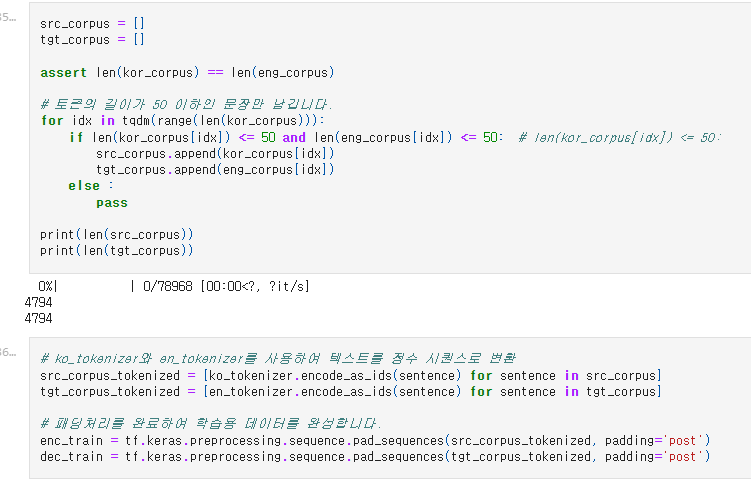 5…
src_corpus = []
tgt_corpus = []
assert len(kor_corpus) == len(eng_corpus)
# 토큰의 길이가 50 이하인 문장만 남깁니다.
for idx in tqdm(range(len(kor_corpus))):
    if len(kor_corpus[idx]) <= 50 and len(eng_corpus[idx]) <= 50:  # len(kor_corpus[idx]) <= 50:
        src_corpus.append(kor_corpus[idx])
        tgt_corpus.append(eng_corpus[idx])
    else :
        pass
print(len(src_corpus))
print(len(tgt_corpus))
0%|          | 0/78968 [00:00<?, ?it/s]
4794
4794
6…
# ko_tokenizer와 en_tokenizer를 사용하여 텍스트를 정수 시퀀스로 변환
src_corpus_tokenized = [ko_tokenizer.encode_as_ids(sentence) for sentence in src_corpus]
tgt_corpus_tokenized = [en_tokenizer.encode_as_ids(sentence) for sentence in tgt_corpus]
# 패딩처리를 완료하여 학습용 데이터를 완성합니다.
enc_train = tf.keras.preprocessing.sequence.pad_sequences(src_corpus_tokenized, padding='post')
dec_train = tf.keras.preprocessing.sequence.pad_sequences(tgt_corpus_tokenized, padding='post')